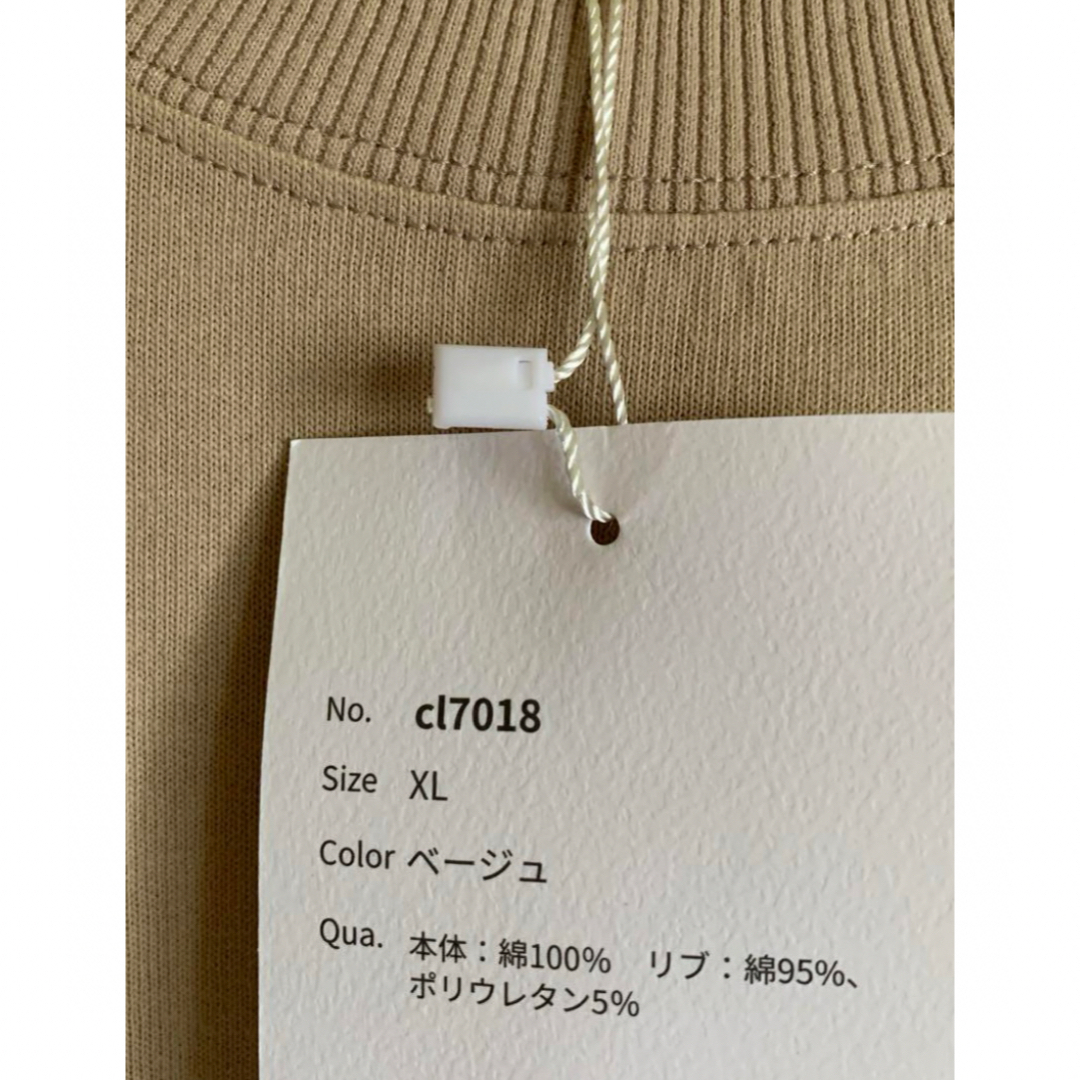 No. cl7018
Size XL
Color ベージュ
Qua. 本体：綿100%　リブ：綿95%、
ポリウレタン5%